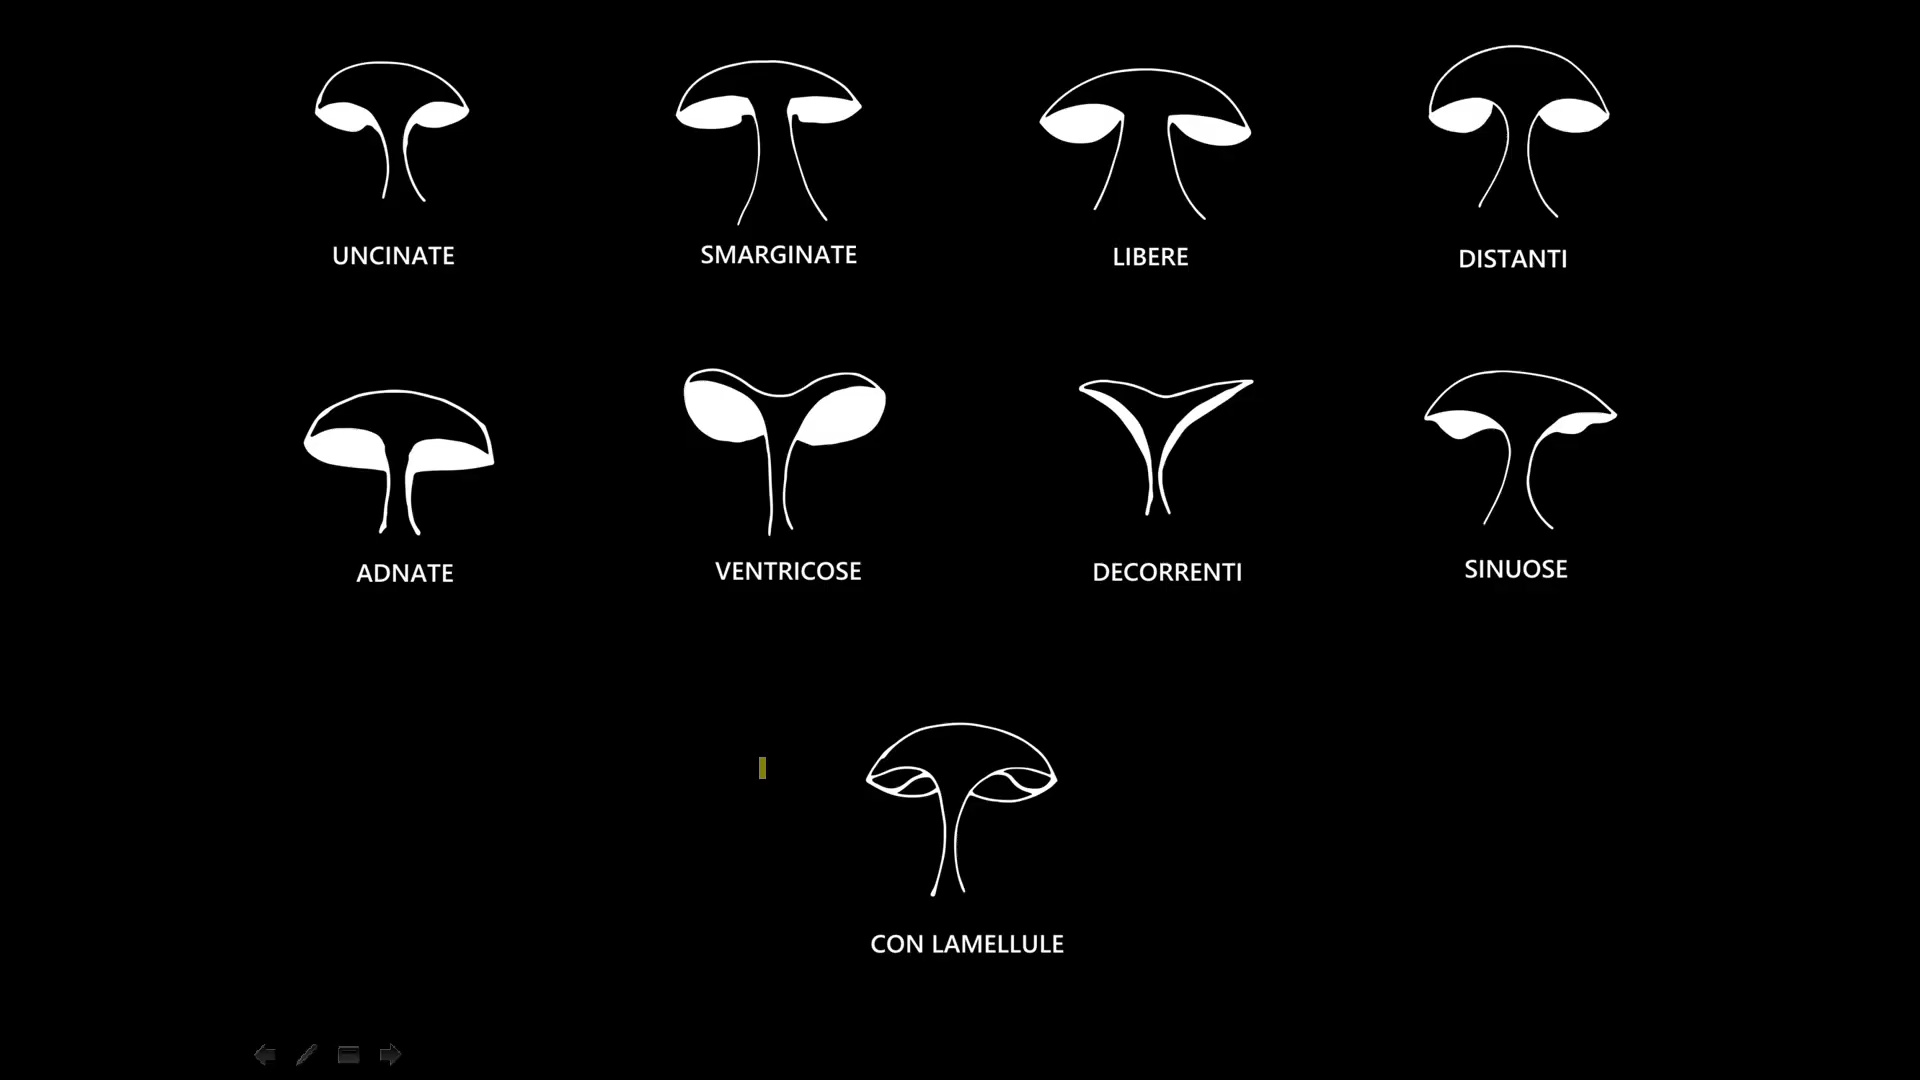 UNCINATE
SMARGINATE
LIBERE
DISTANTI
ADNATE
VENTRICOSE
DECORRENTI
SINUOSE
CON LAMELLULE